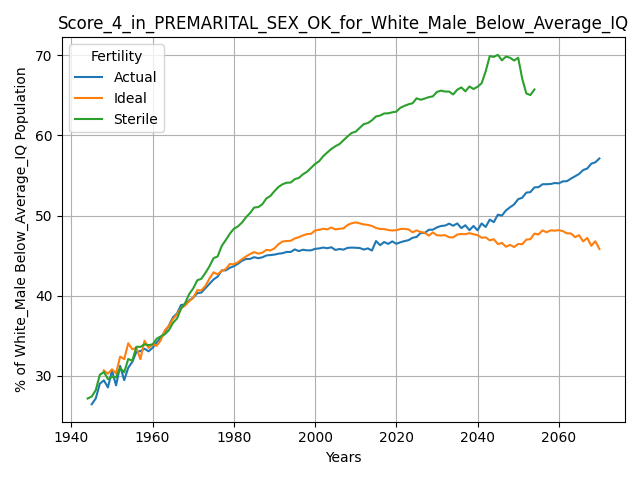 Score_4_in_PREMARITAL_SEX_OK_for_White_Male_Below_Average_IQ
% of White_Male Below_Average_IQ Population
70
60
50
40
30
Fertility
Actual
Ideal
Sterile
1940 1960 1980 2000 2020 2040 2060
Years